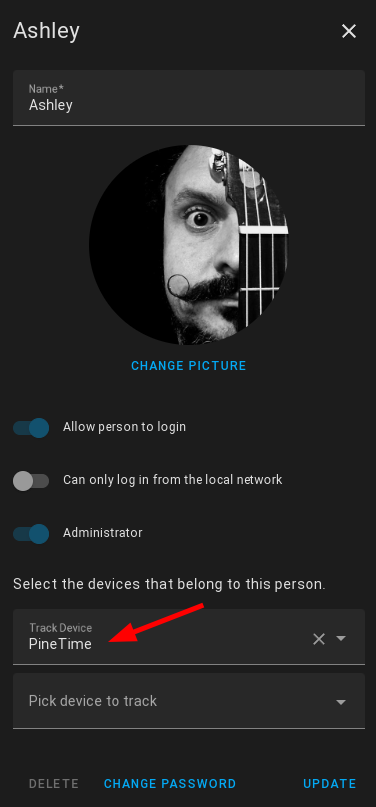 Ashley
Name*
Ashley
CHANGE PICTURE
Allow person to login
Can only log in from the local network
Administrator
Select the devices that belong to this person.
Track Device
PineTime
Pick device to track
DELETE CHANGE PASSWORD UPDATE